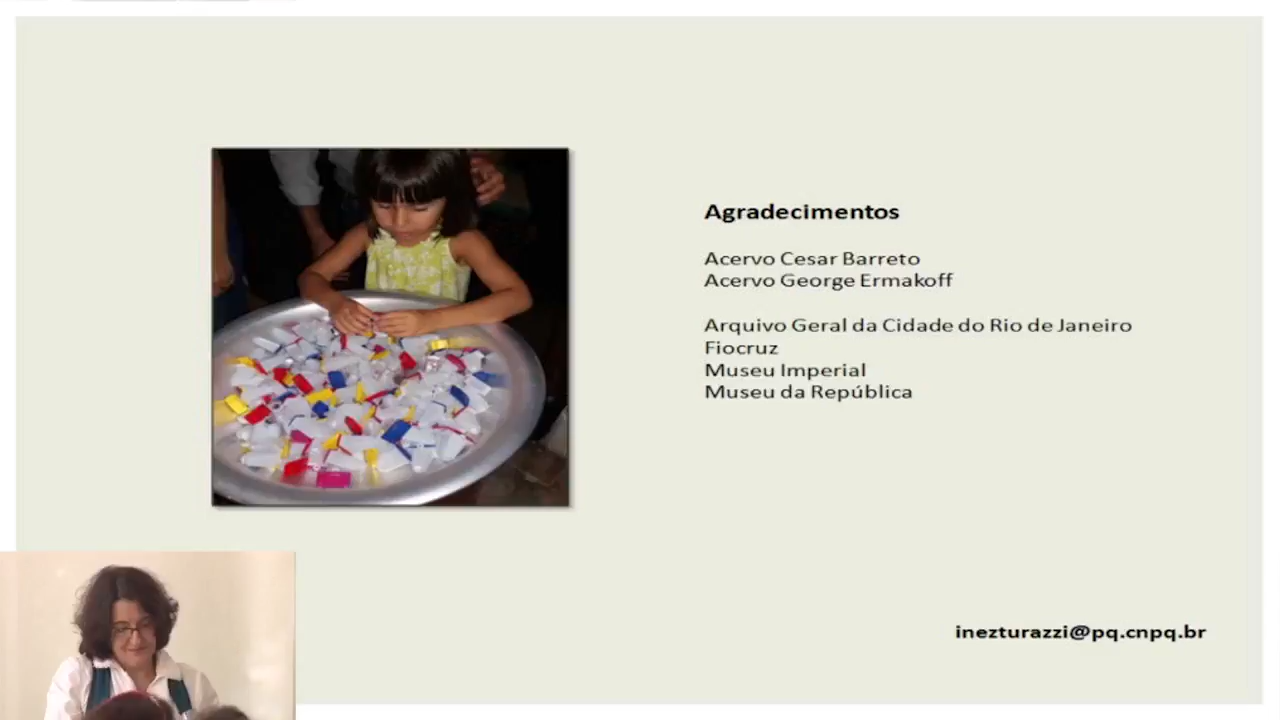 Agradecimentos
Acervo Cesar Barreto
Acervo George Ermakoff
Arquivo Geral da Cidade do Rio de Janeiro
Fiocruz
Museu Imperial
Museu da República
inezturazzi@pq.cnpq.br